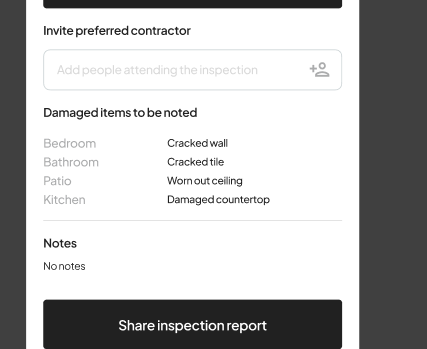 Invite preferred contractor
Add people attending the inspection
Damaged items to be noted
Bedroom Cracked wall
Bathroom Cracked tile
Patio Worn out ceiling
Kitchen Damaged countertop
Notes
No notes
Share inspection report